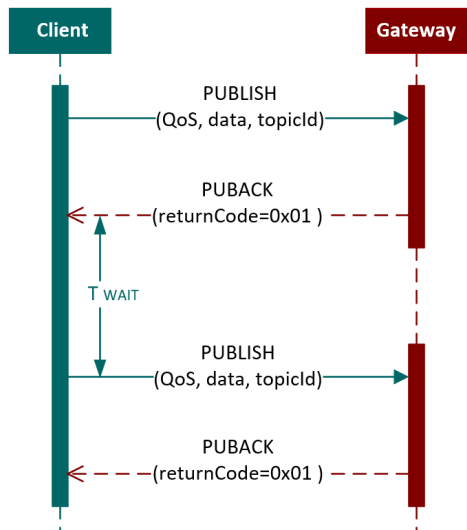 Client
Gateway
PUBLISH
(QoS, data, topicId)
PUBACK
(returnCode=0x01 )
T WAIT
PUBLISH
(QoS, data, topicId)
PUBACK
(returnCode=0x01 )